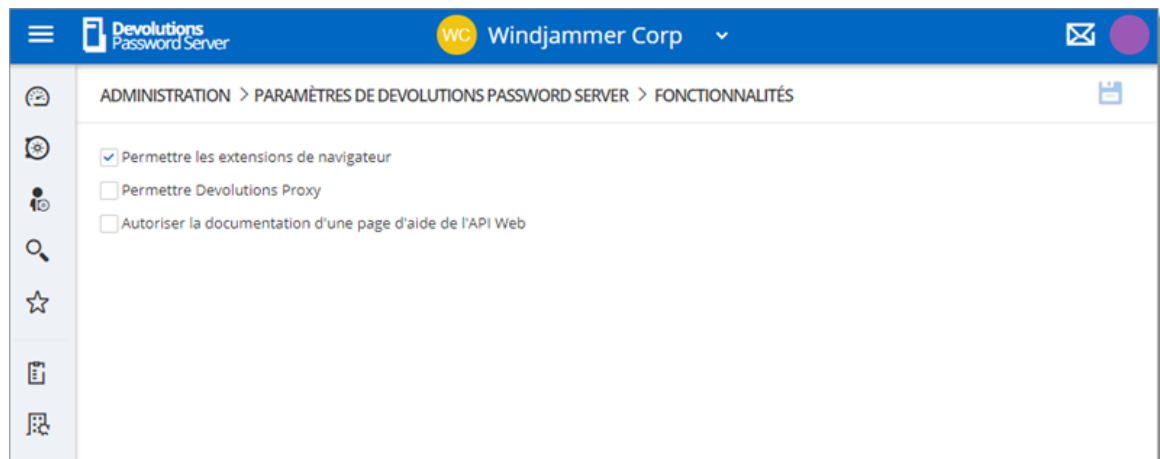 Devolutions
Password Server
WC Windjammer Corp
ADMINISTRATION > PARAMÈTRES DE DEVOLUTIONS PASSWORD SERVER > FONCTIONNALITÉS
Permettre les extensions de navigateur
Permettre Devolutions Proxy
Autoriser la documentation d'une page d'aide de l'API Web